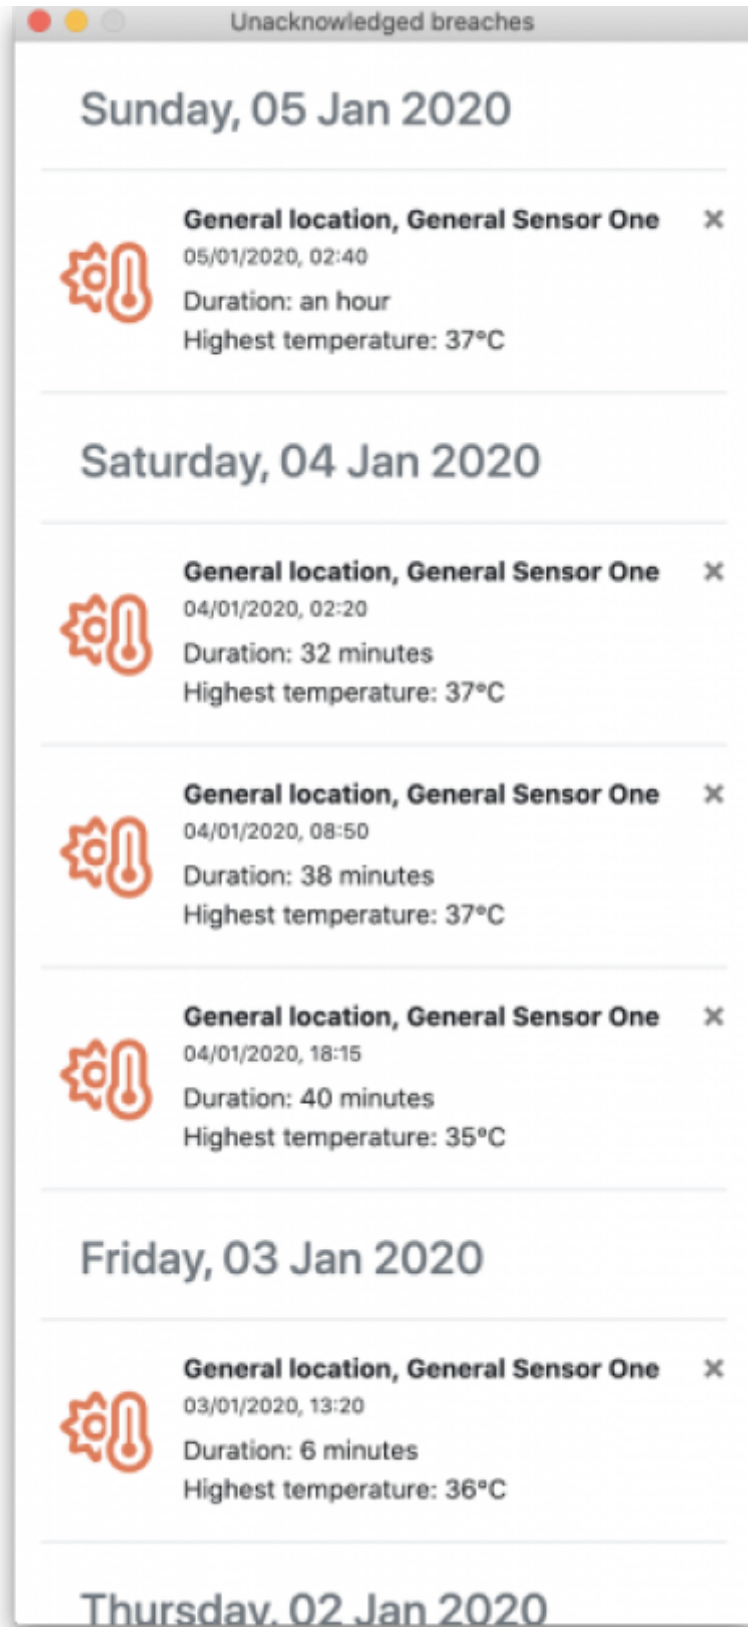 Unacknowledged breaches
Sunday, 05 Jan 2020
General location, General Sensor One
05/01/2020, 02:40
Duration: an hour
Highest temperature: 37°C
Saturday, 04 Jan 2020
General location, General Sensor One
04/01/2020, 02:20
Duration: 32 minutes
Highest temperature: 37°C
General location, General Sensor One
04/01/2020, 08:50
Duration: 38 minutes
Highest temperature: 37°C
General location, General Sensor One
04/01/2020, 18:15
Duration: 40 minutes
Highest temperature: 35°C
Friday, 03 Jan 2020
General location, General Sensor One
03/01/2020, 13:20
Duration: 6 minutes
Highest temperature: 36°C
Thursday, 02 Jan 2020